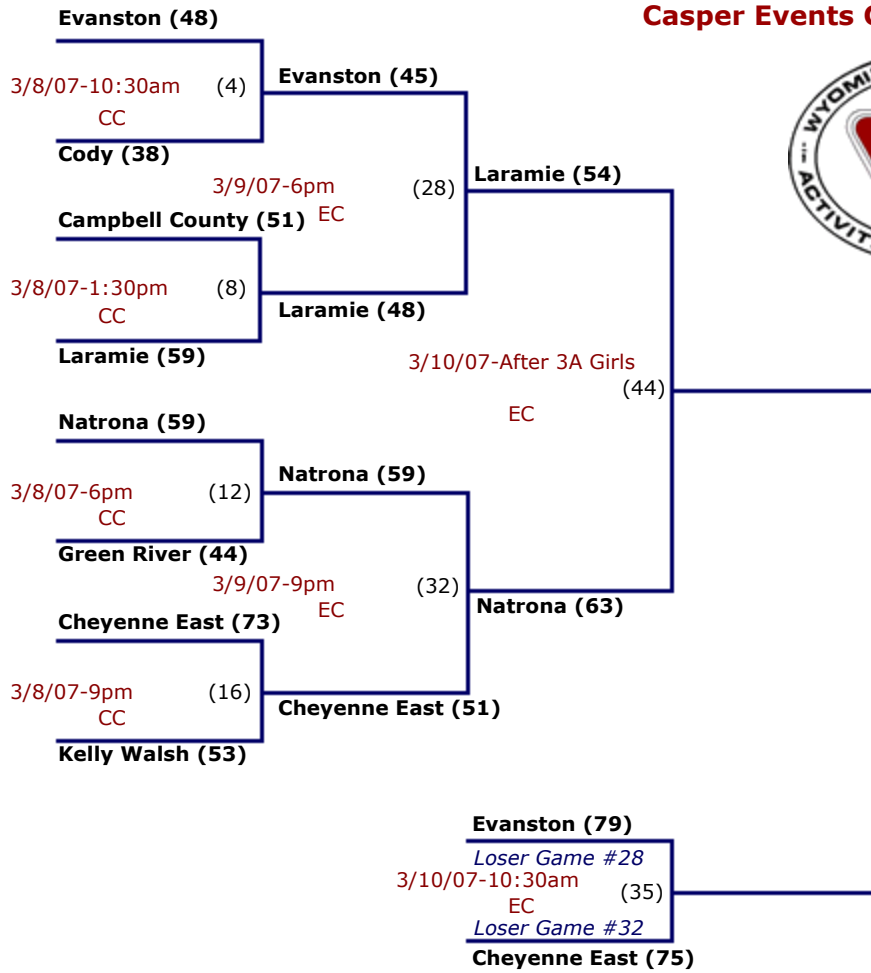 Evanston (48)
Casper Events
3/8/07-10:30am
(4)
Evanston (45)
CC
Cody (38)
Laramie (54)
3/9/07-6pm
(28)
EC
Campbell County (51)
3/8/07-1:30pm
(8)
CC
Laramie (48)
Laramie (59)
3/10/07-After 3A Girls
(44)
EC
Natrona (59)
Natrona (59)
3/8/07-6pm
(12)
CC
Green River (44)
3/9/07-9pm
(32)
EC
Natrona (63)
Cheyenne East (73)
3/8/07-9pm
(16)
CC
Cheyenne East (51)
Kelly Walsh (53)
Evanston (79)
Loser Game #28
3/10/07-10:30am
(35)
EC
Loser Game #32
Cheyenne East (75)